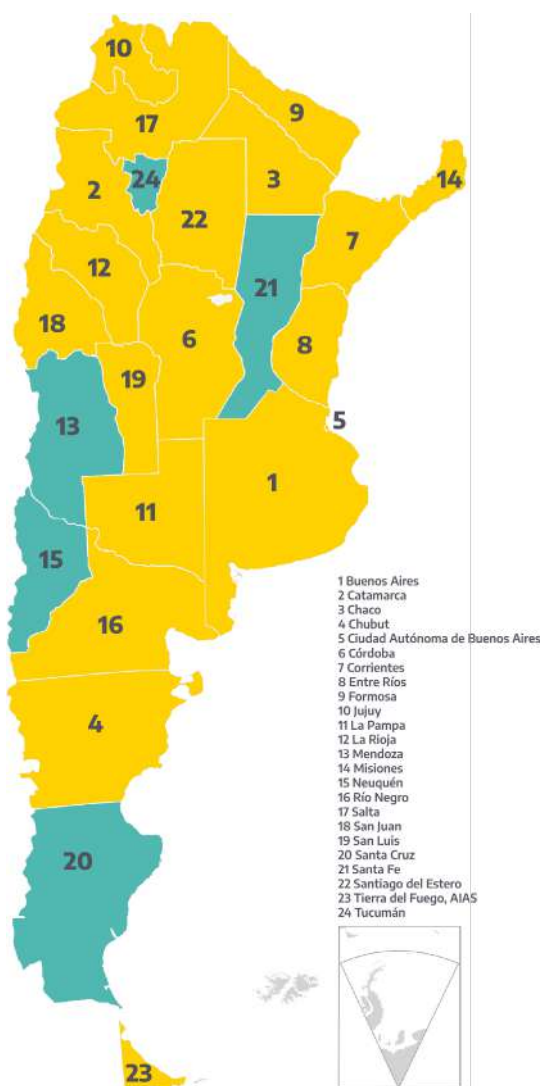 10
9
17
24
2
3
14
22
7
12
21
18
6
8
19
5
13
1
11
15
16
4
20
23
1 Buenos Aires
2 Catamarca
3 Chaco
4 Chubut
5 Ciudad Autónoma de Buenos Aires
6 Córdoba
7 Corrientes
8 Entre Ríos
9 Formosa
10 Jujuy
11 La Pampa
12 La Rioja
13 Mendoza
14 Misiones
15 Neuquén
16 Río Negro
17 Salta
18 San Juan
19 San Luis
20 Santa Cruz
21 Santa Fe
22 Santiago del Estero
23 Tierra del Fuego, AIAS
24 Tucumán